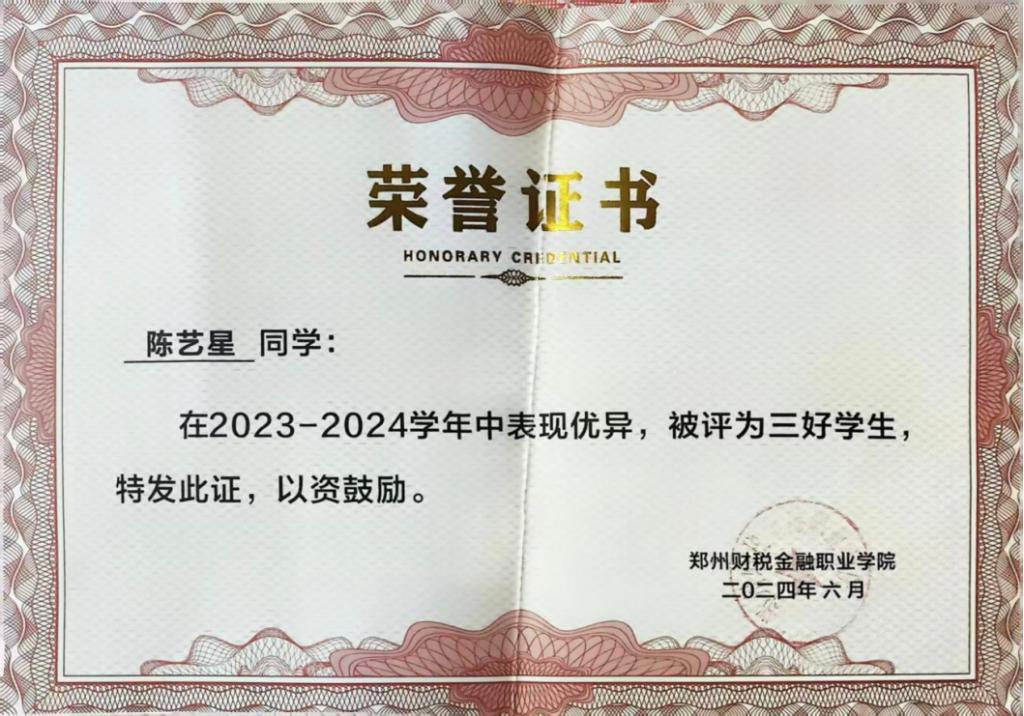 荣誉证书
HONORARY CREDENTIAL
陈艺星 同学：
在2023-2024学年中表现优异，被评为三好学生，
特发此证，以资鼓励。
郑州财税金融职业学院
二〇二四年六月